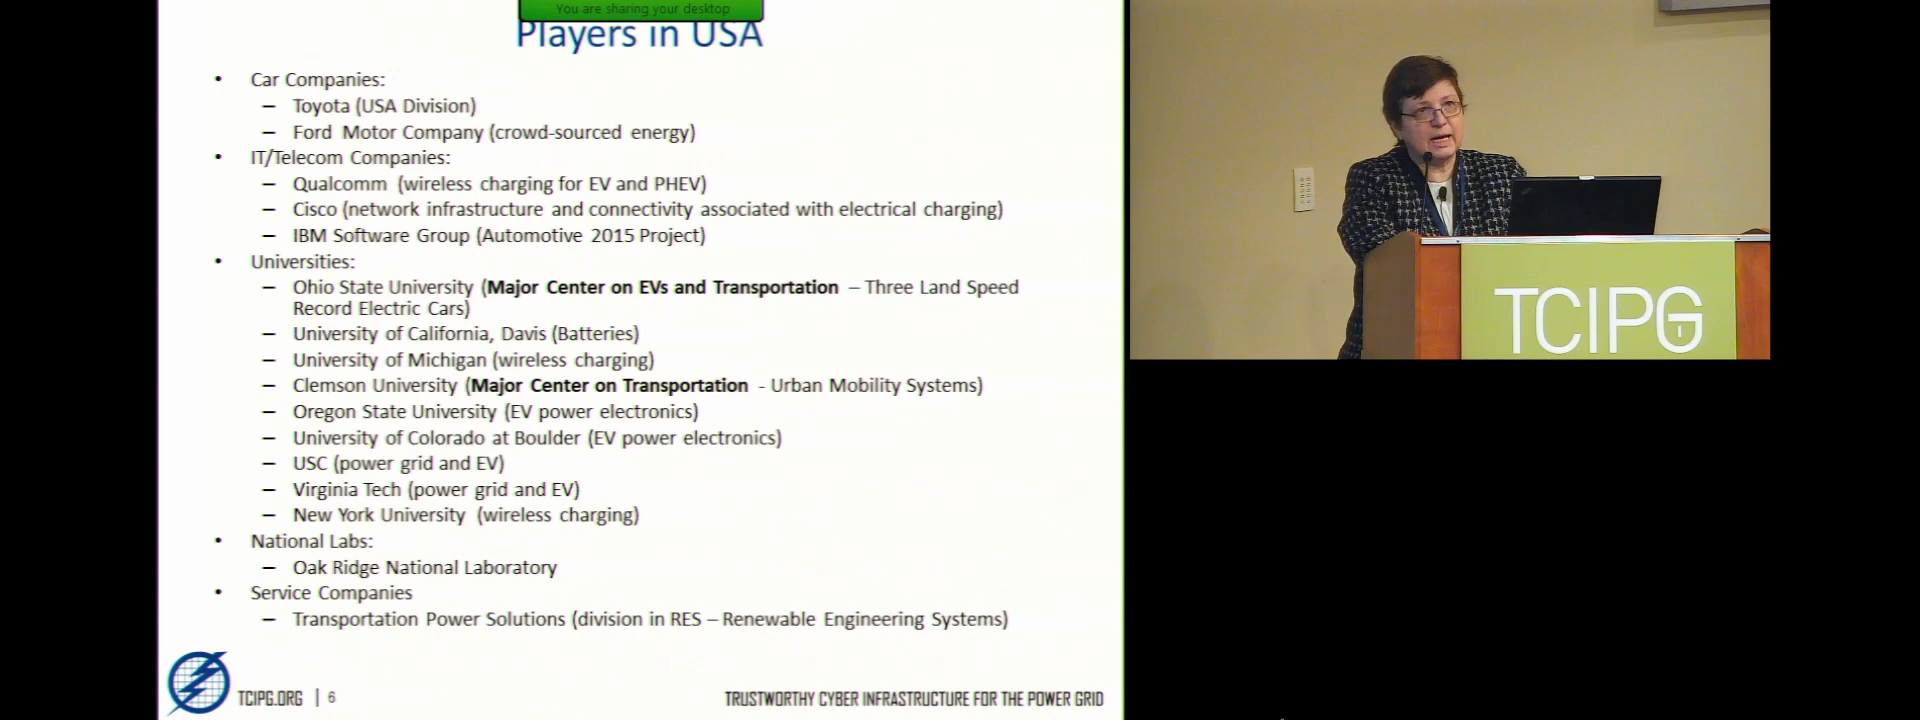 You are sharing your desktop
Players in USA
• Car Companies:
– Toyota (USA Division)
– Ford Motor Company (crowd-sourced energy)
• IT/Telecom Companies:
– Qualcomm (wireless charging for EV and PHEV)
– Cisco (network infrastructure and connectivity associated with electrical charging)
– IBM Software Group (Automotive 2015 Project)
• Universities:
– Ohio State University (Major Center on EVs and Transportation – Three Land Speed
Record Electric Cars)
– University of California, Davis (Batteries)
– University of Michigan (wireless charging)
– Clemson University (Major Center on Transportation - Urban Mobility Systems)
– Oregon State University (EV power electronics)
– University of Colorado at Boulder (EV power electronics)
– USC (power grid and EV)
– Virginia Tech (power grid and EV)
– New York University (wireless charging)
• National Labs:
– Oak Ridge National Laboratory
• Service Companies
– Transportation Power Solutions (division in RES – Renewable Engineering Systems)
TCIPG.ORG | 6
TRUSTWORTHY CYBER INFRASTRUCTURE FOR THE POWER GRID
TCIPG